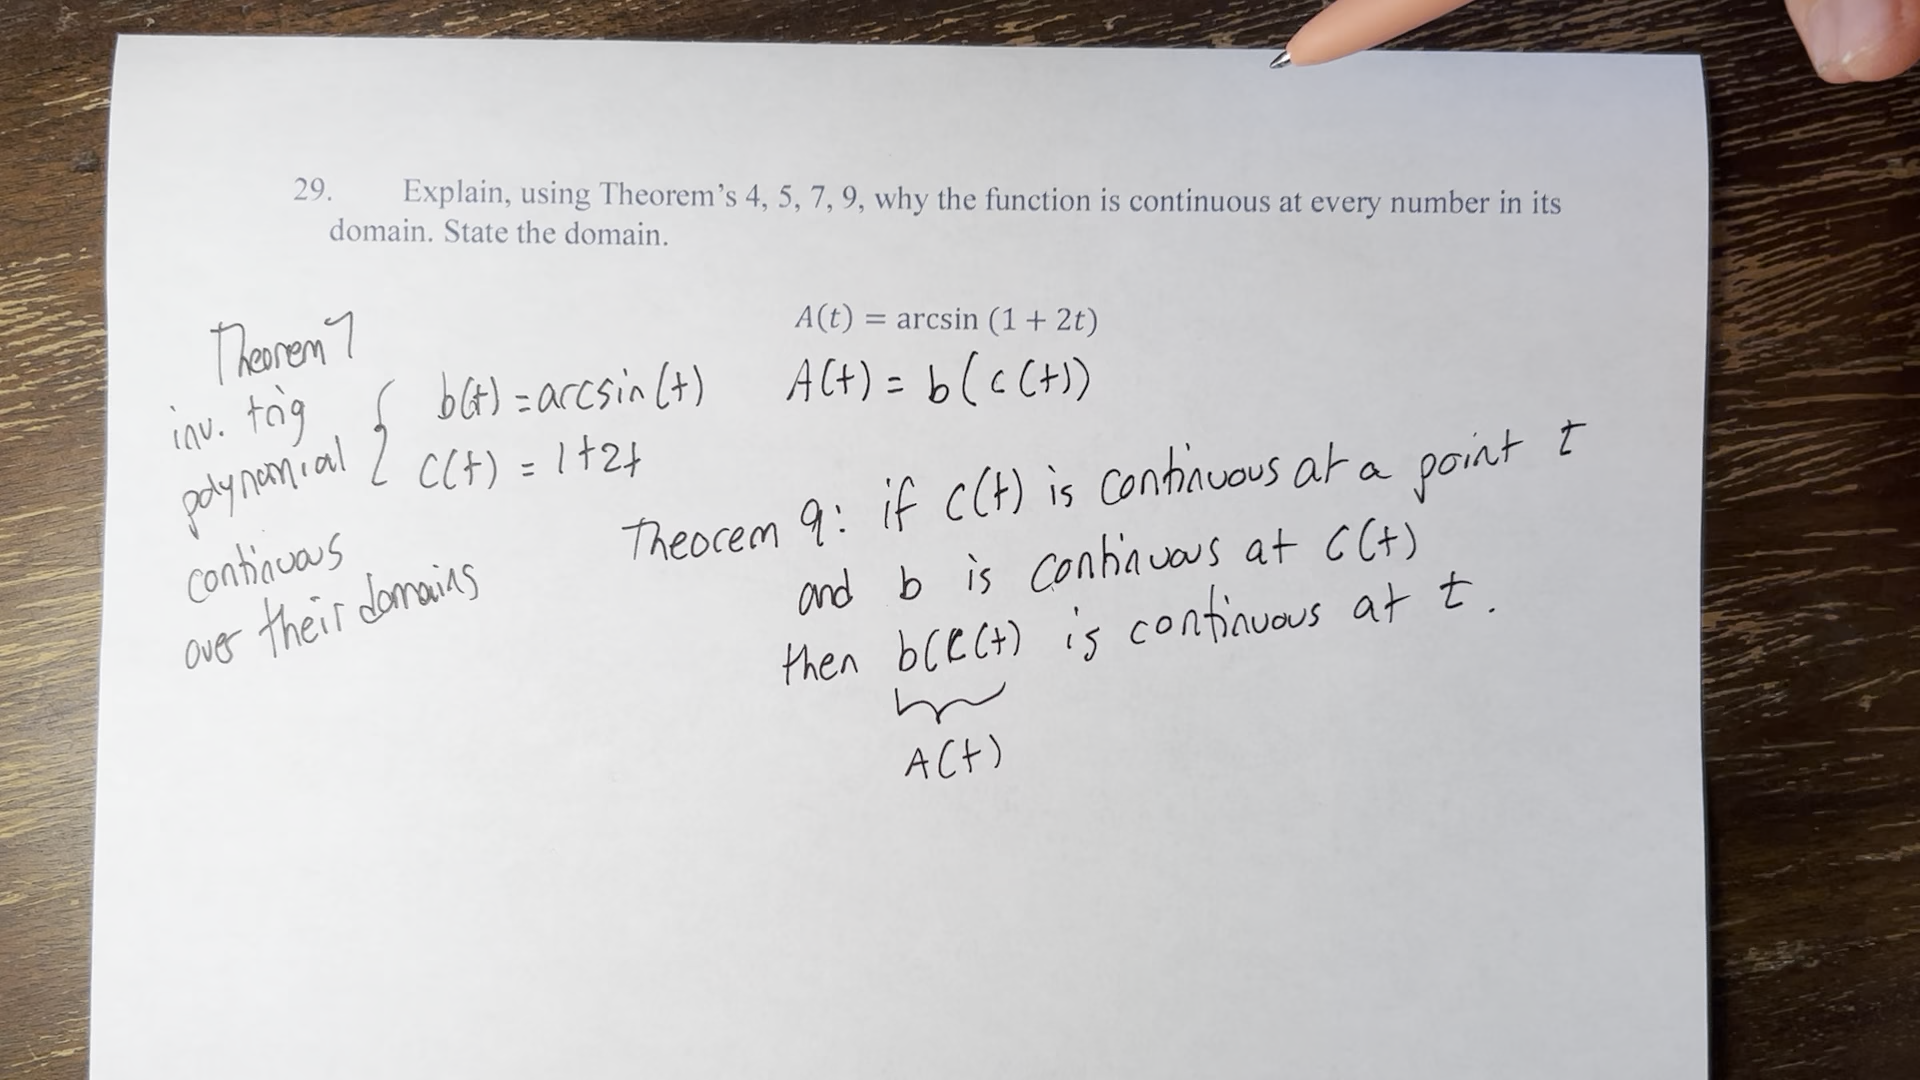 29. Explain, using Theorem's 4, 5, 7, 9, why the function is continuous at every number in its
domain. State the domain.
A(t) = arcsin (1 + 2t)
Theorem 7
inv. trig
polynomial
continuous
over their domains
b(t) = arcsin(t)
c(t) = 1+2t
A(t) = b(c(t))
Theorem 9: if c(t) is continuous at a point t
and b is continuous at c(t)
then b(c(t) is continuous at t.
A(t)